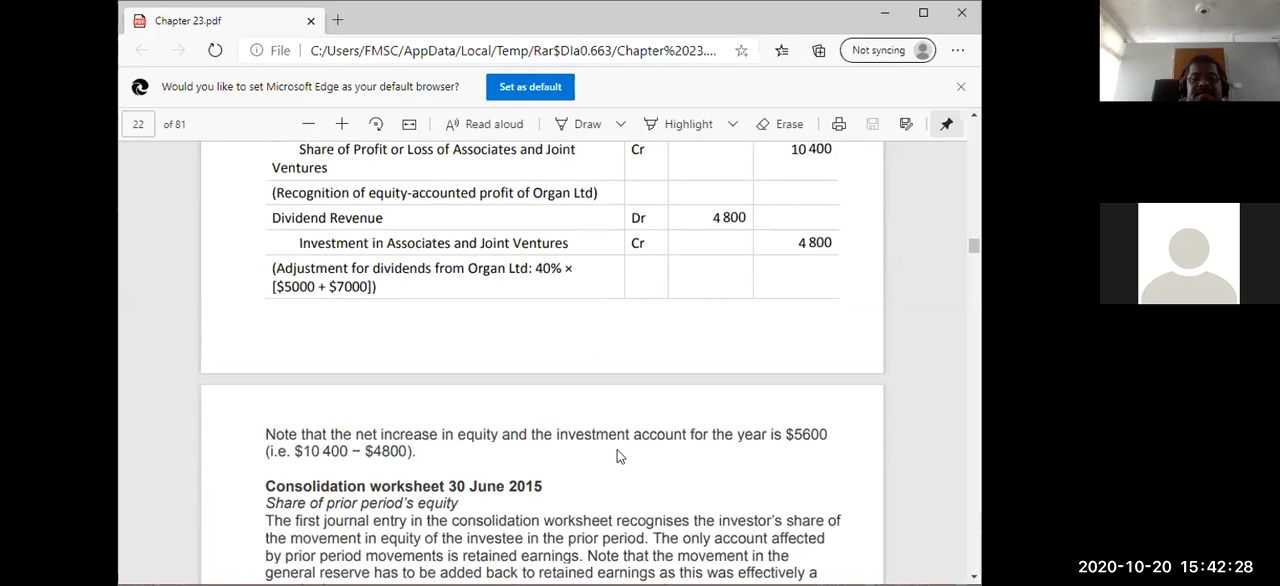 Chapter 23.pdf
File
C:/Users/FMSC/AppData/Local/Temp/Rar$DIa0.663/Chapter%2023....
Not syncing
Would you like to set Microsoft Edge as your default browser?
Set as default
22 of 81
Read aloud
Draw
Highlight
Erase
Share of Profit or Loss of Associates and Joint Cr 10 400
Ventures
(Recognition of equity-accounted profit of Organ Ltd)
Dividend Revenue Dr 4 800
Investment in Associates and Joint Ventures Cr 4 800
(Adjustment for dividends from Organ Ltd: 40% ×
[$5000 + $7000])
Note that the net increase in equity and the investment account for the year is $5600
(i.e. $10 400 − $4800).
Consolidation worksheet 30 June 2015
Share of prior period's equity
The first journal entry in the consolidation worksheet recognises the investor's share of
the movement in equity of the investee in the prior period. The only account affected
by prior period movements is retained earnings. Note that the movement in the
general reserve has to be added back to retained earnings as this was effectively a
2020-10-20 15:42:28